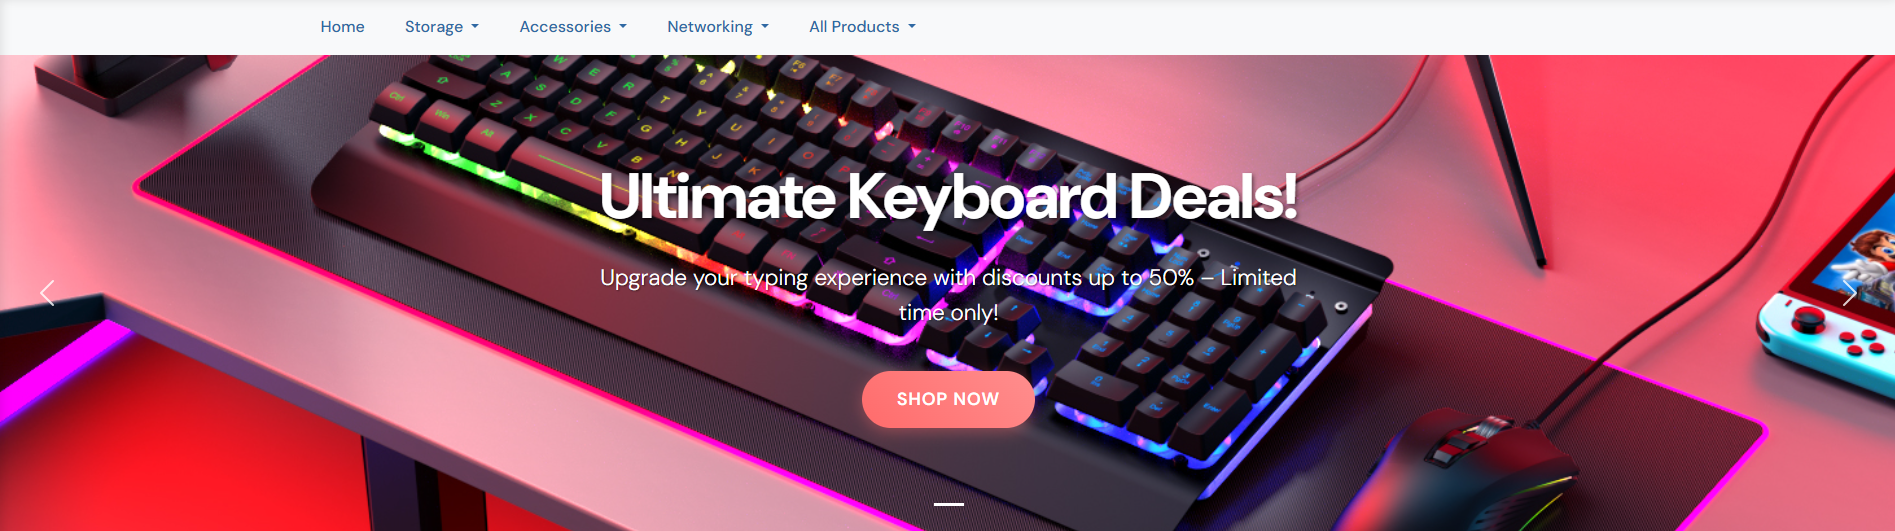 Home Storage Accessories Networking All Products
Ultimate Keyboard Deals!
Upgrade your typing experience with discounts up to 50% – Limited
time only!
SHOP NOW